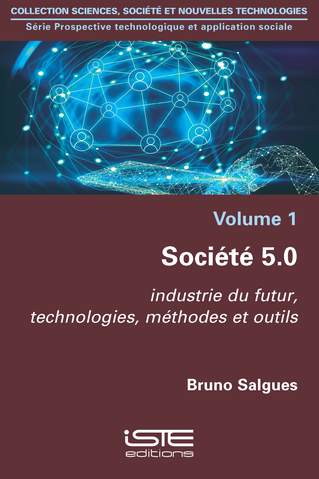 COLLECTION SCIENCES, SOCIÉTÉ ET NOUVELLES TECHNOLOGIES
Série Prospective technologique et application sociale
Volume 1
Société 5.0
industrie du futur,
technologies, méthodes et outils
Bruno Salgues
iSTE
editions